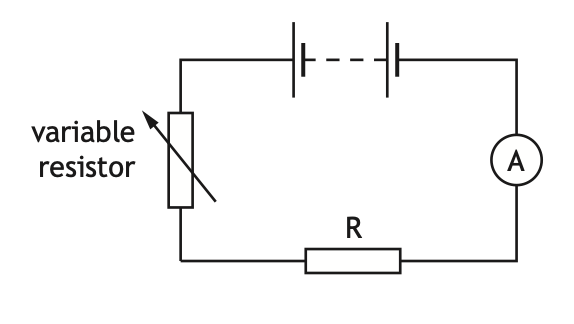 variable
resistor
A
R